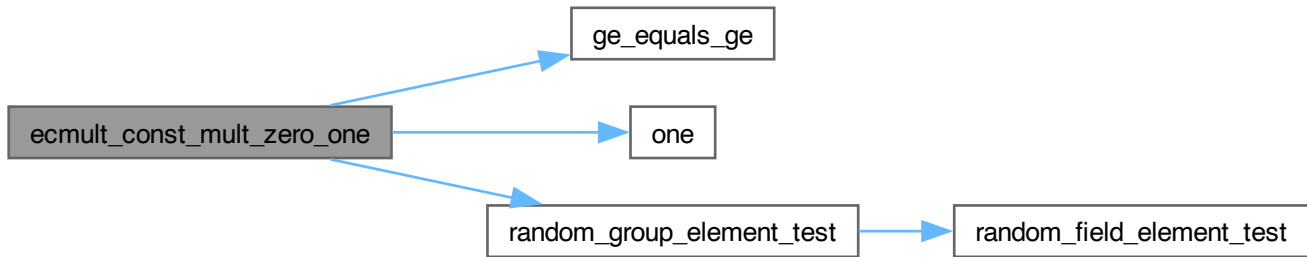 ge_equals_ge
ecmult_const_mult_zero_one
one
random_group_element_test
random_field_element_test